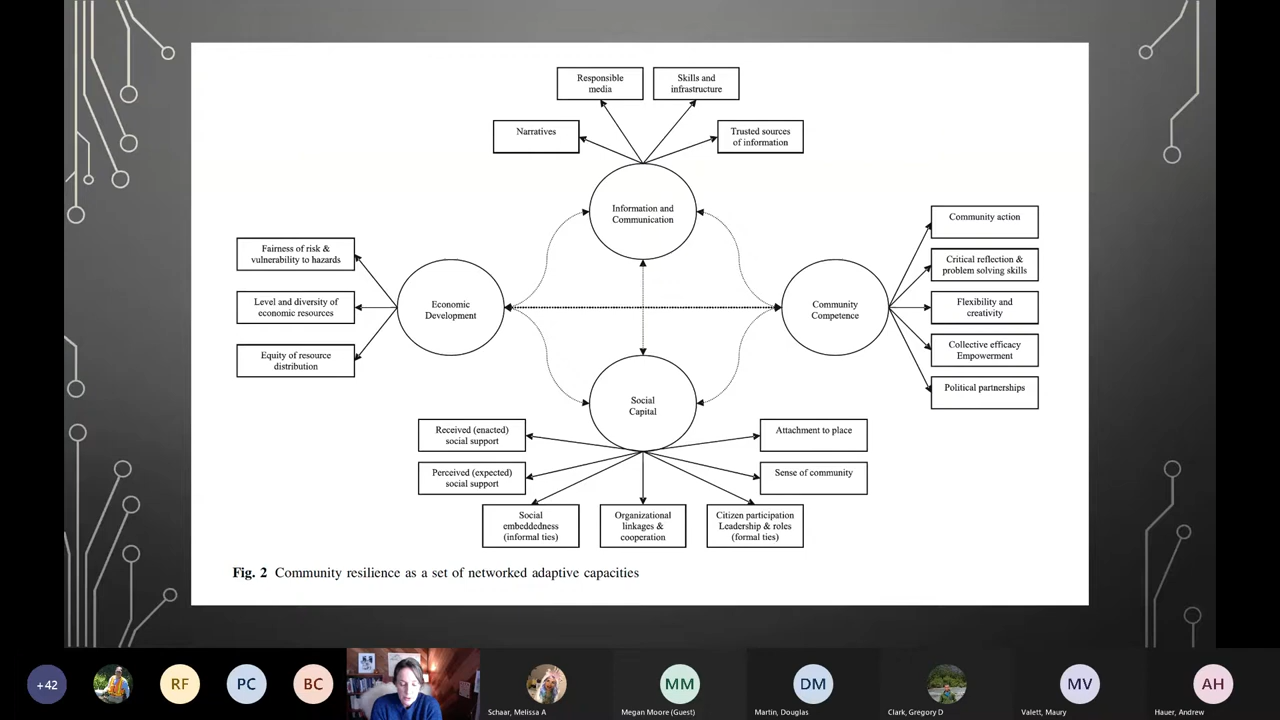 Responsible
media
Skills and
infrastructure
Narratives
Trusted sources
of information
Information and
Communication
Community action
Fairness of risk &
vulnerability to hazards
Critical reflection &
problem solving skills
Level and diversity of
economic resources
Economic
Development
Community
Competence
Flexibility and
creativity
Equity of resource
distribution
Collective efficacy
Empowerment
Political partnerships
Social
Capital
Received (enacted)
social support
Attachment to place
Perceived (expected)
social support
Sense of community
Social
embeddedness
(informal ties)
Organizational
linkages &
cooperation
Citizen participation
Leadership & roles
(formal ties)
Fig. 2 Community resilience as a set of networked adaptive capacities
+42
RF
PC
BC
MM
DM
MV
AH
Schaar, Melissa A
Megan Moore (Guest)
Martin, Douglas
Clark, Gregory D
Valett, Maury
Hauer, Andrew